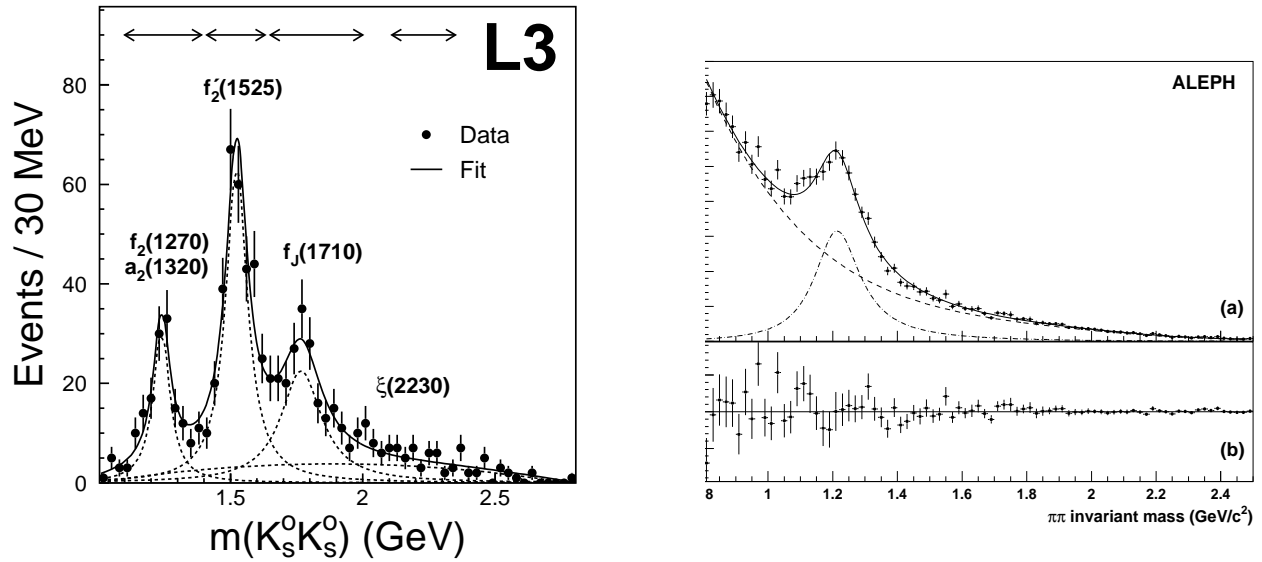 L3
80
60
40
20
0
Events / 30 MeV
f₂′(1525)
Data
Fit
f₂(1270)
a₂(1320)
f_J(1710)
ξ(2230)
1.5
2
2.5
m(K⁰ₛK⁰ₛ) (GeV)
ALEPH
(a)
(b)
8
1
1.2
1.4
1.6
1.8
2
2.2
2.4
ππ invariant mass (GeV/c²)